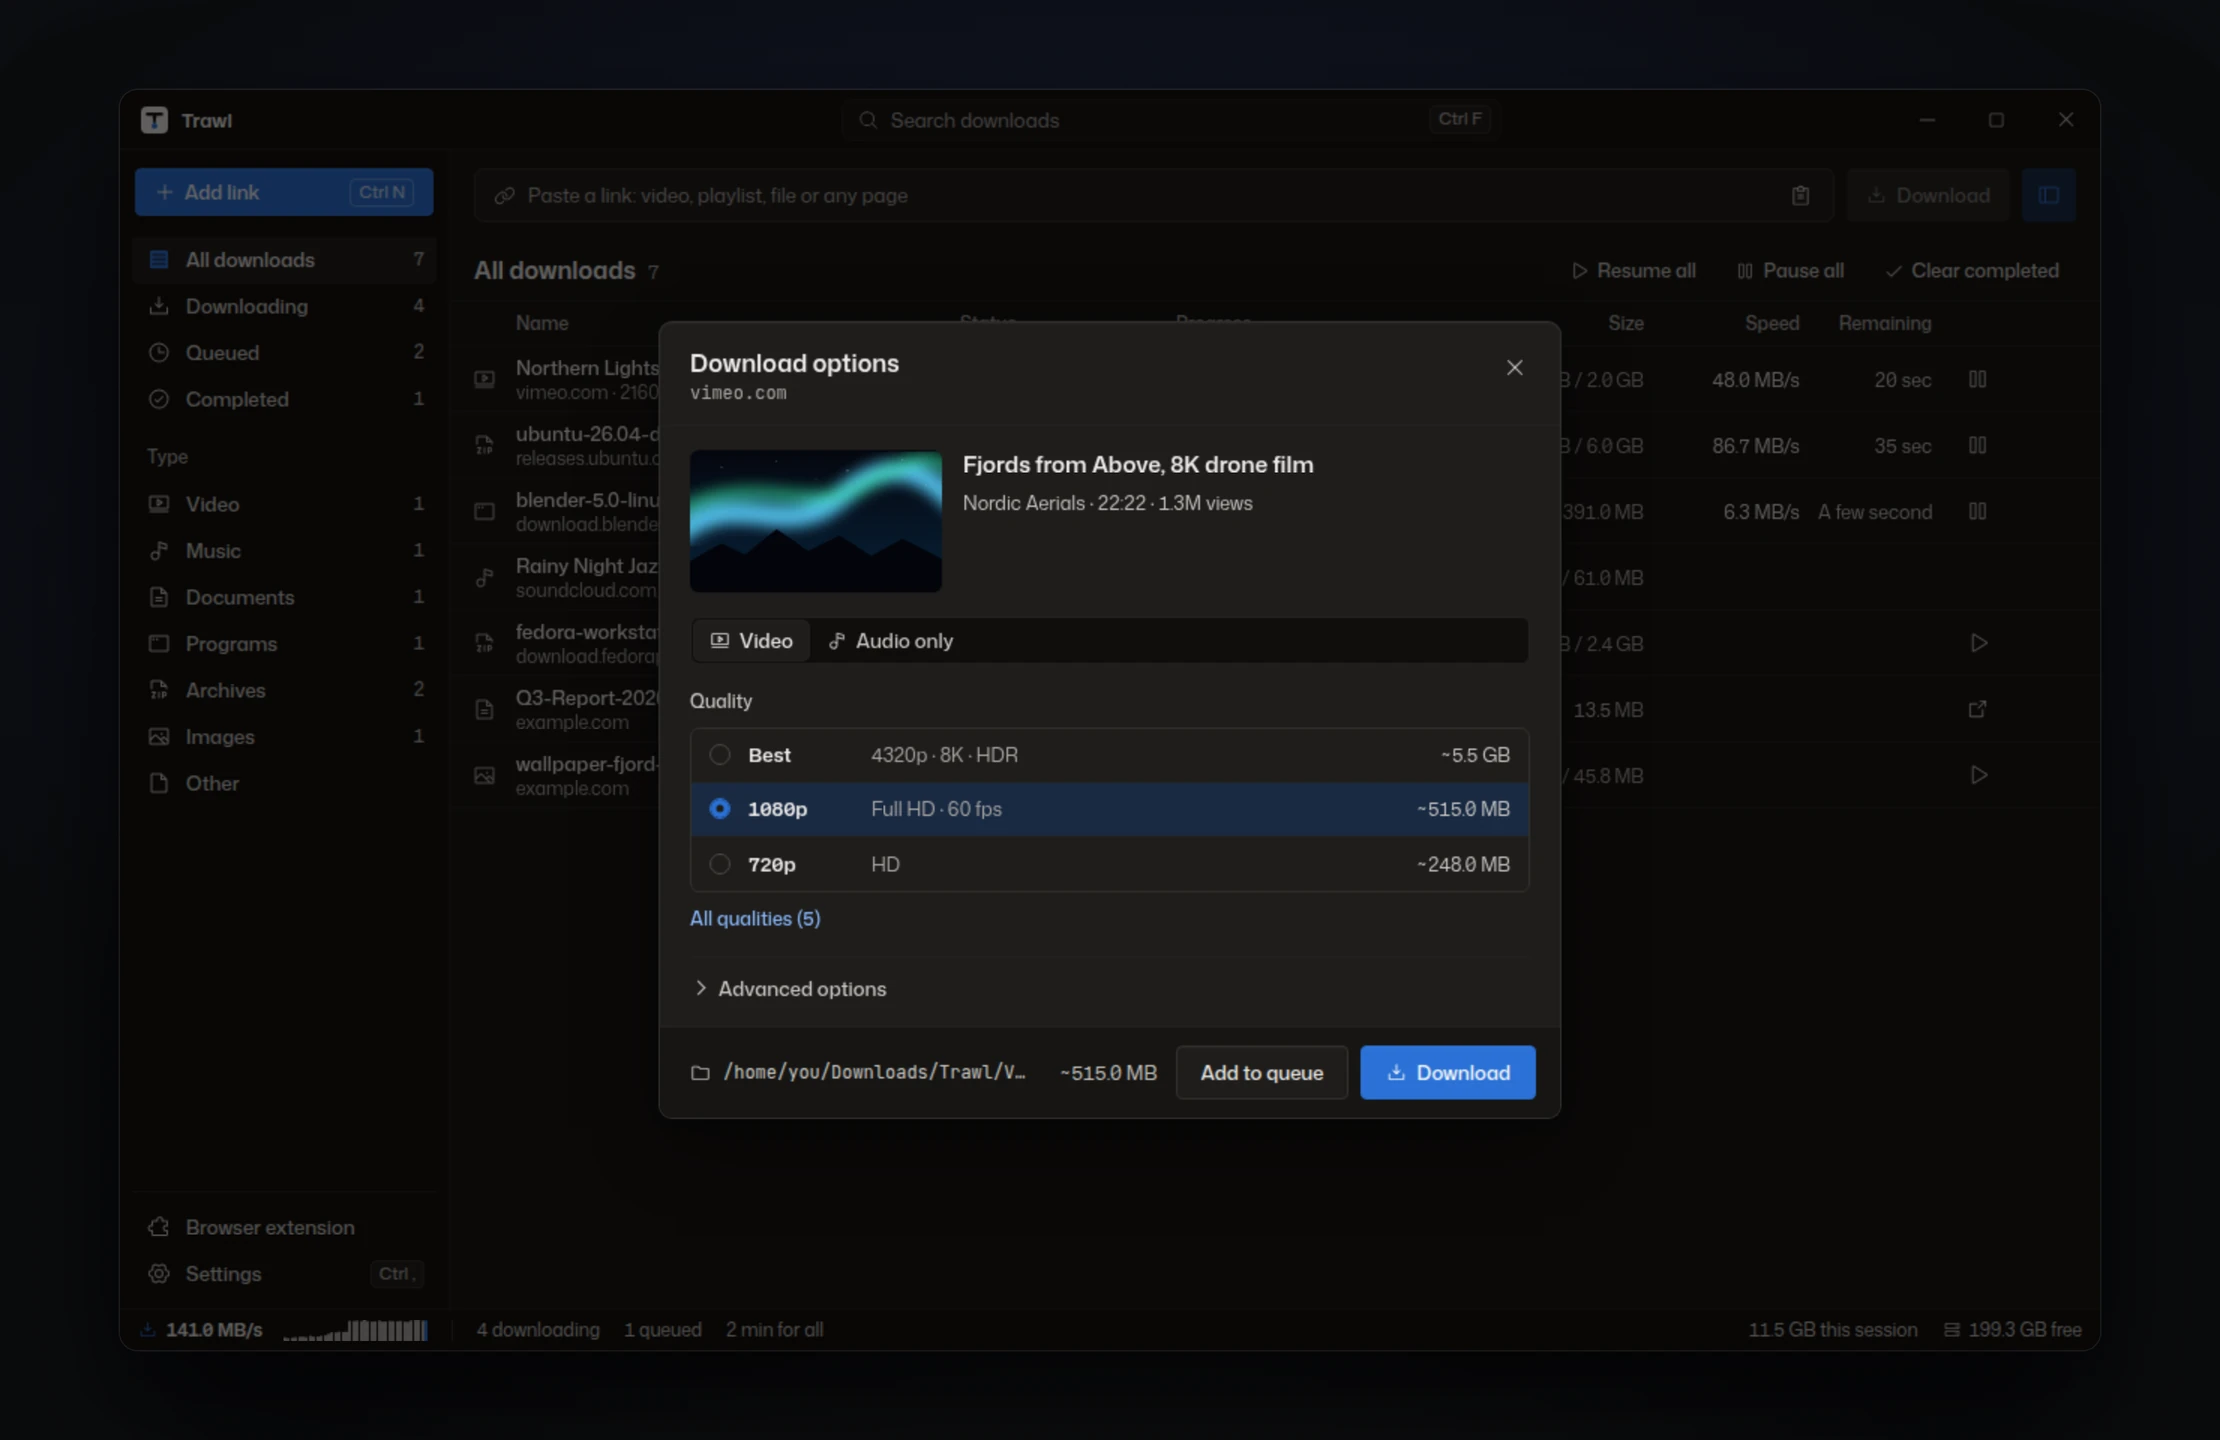 Trawl
Search downloads Ctrl F
Add link Ctrl N
Paste a link: video, playlist, file or any page
Download
All downloads 7
Downloading 4
Queued 2
Completed 1
Type
Video 1
Music 1
Documents 1
Programs 1
Archives 2
Images 1
Other
Browser extension
Settings Ctrl ,
All downloads 7
Resume all Pause all Clear completed
Name Size Speed Remaining
Northern Lights
vimeo.com · 2160
/ 2.0 GB 48.0 MB/s 20 sec
ubuntu-26.04-d
releases.ubuntu.c
/ 6.0 GB 86.7 MB/s 35 sec
blender-5.0-linu
download.blende
391.0 MB 6.3 MB/s A few second
Rainy Night Jaz
soundcloud.com
/ 61.0 MB
fedora-worksta
download.fedorap
/ 2.4 GB
Q3-Report-202
example.com
13.5 MB
wallpaper-fjord-
example.com
/ 45.8 MB
Download options
vimeo.com
Fjords from Above, 8K drone film
Nordic Aerials · 22:22 · 1.3M views
Video Audio only
Quality
Best 4320p · 8K · HDR ~5.5 GB
1080p Full HD · 60 fps ~515.0 MB
720p HD ~248.0 MB
All qualities (5)
Advanced options
/home/you/Downloads/Trawl/V… ~515.0 MB Add to queue Download
141.0 MB/s 4 downloading 1 queued 2 min for all 11.5 GB this session 199.3 GB free